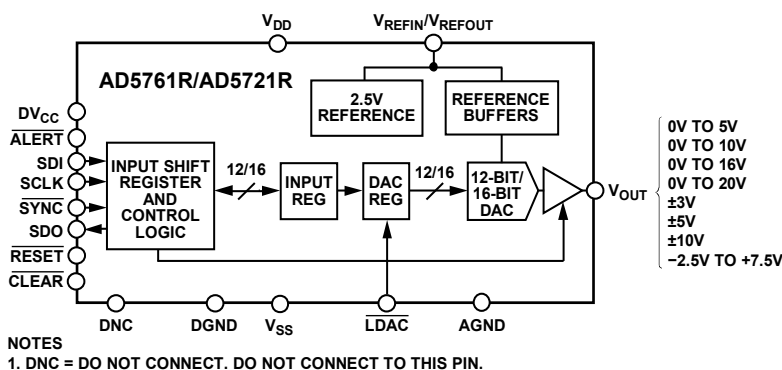 VDD
VREFIN/VREFOUT
AD5761R/AD5721R
2.5V
REFERENCE
REFERENCE
BUFFERS
DVCC
ALERT
SDI
SCLK
SYNC
SDO
RESET
CLEAR
INPUT SHIFT
REGISTER
AND
CONTROL
LOGIC
12/16
INPUT
REG
DAC
REG
12/16
12-BIT/
16-BIT
DAC
VOUT
0V TO 5V
0V TO 10V
0V TO 16V
0V TO 20V
±3V
±5V
±10V
−2.5V TO +7.5V
DNC
DGND
VSS
LDAC
AGND
NOTES
1. DNC = DO NOT CONNECT. DO NOT CONNECT TO THIS PIN.